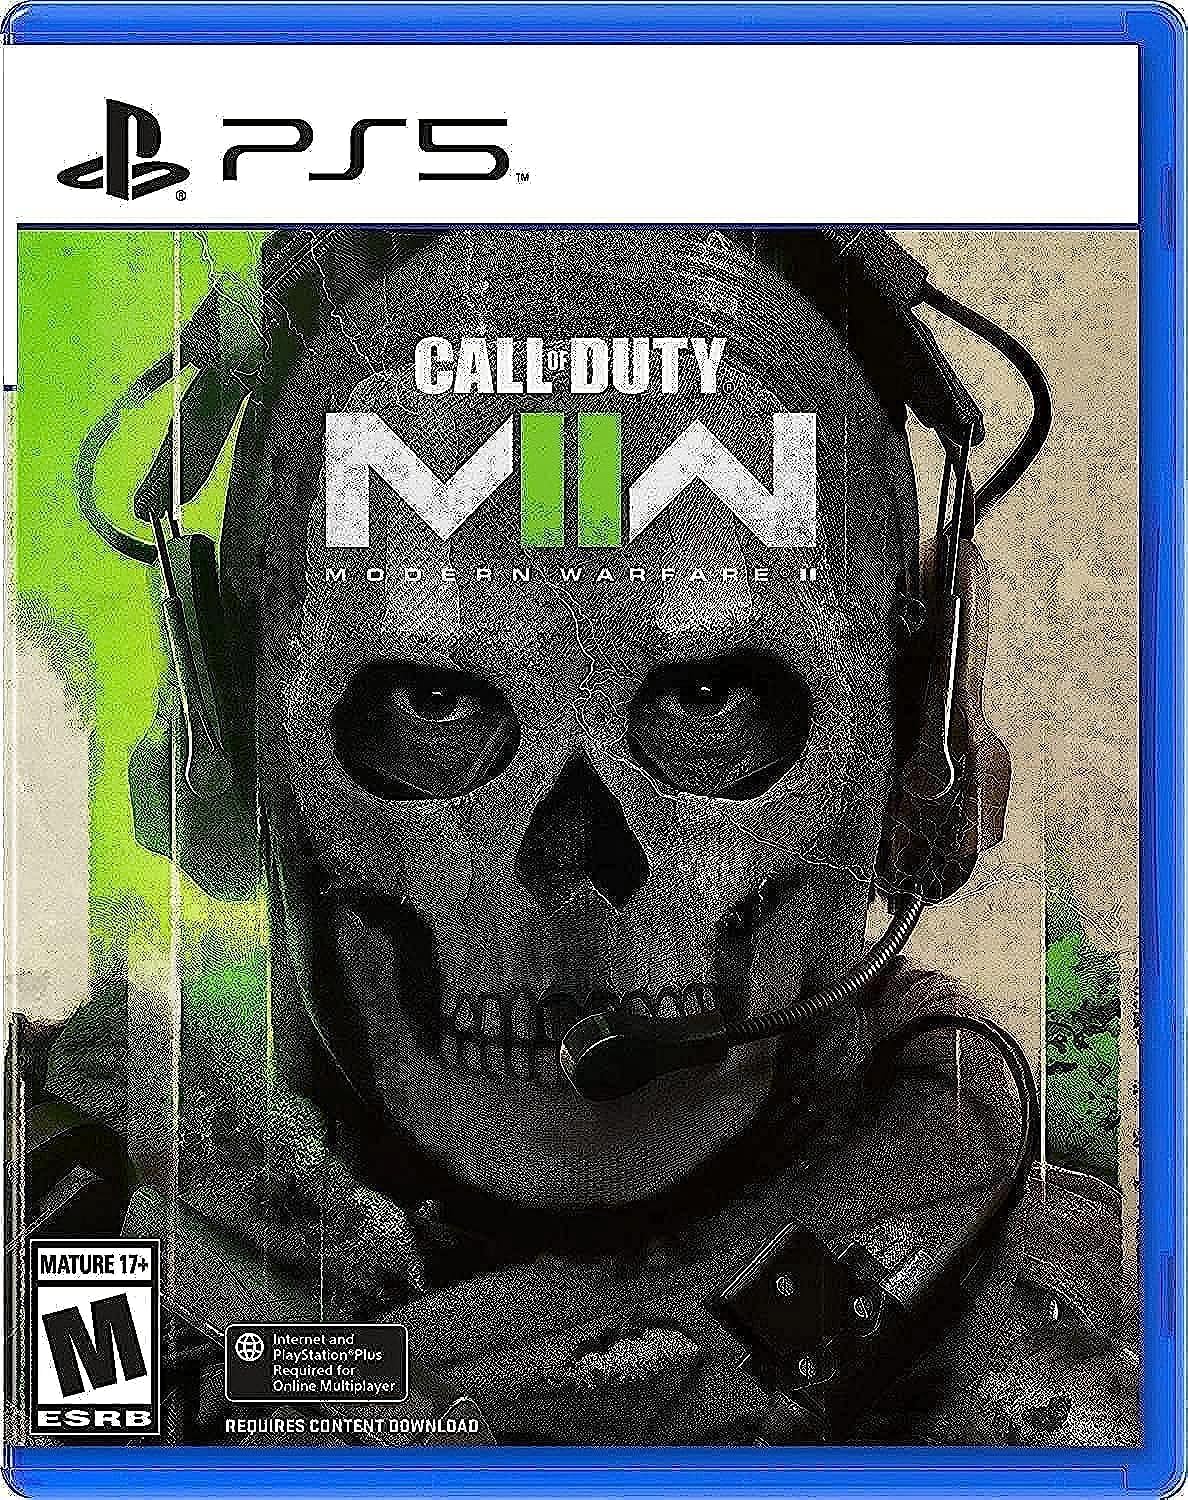 PS5™
CALL OF DUTY
MIIW
MODERN WARFARE II
MATURE 17+
M
ESRB
Internet and
PlayStation®Plus
Required for
Online Multiplayer
REQUIRES CONTENT DOWNLOAD